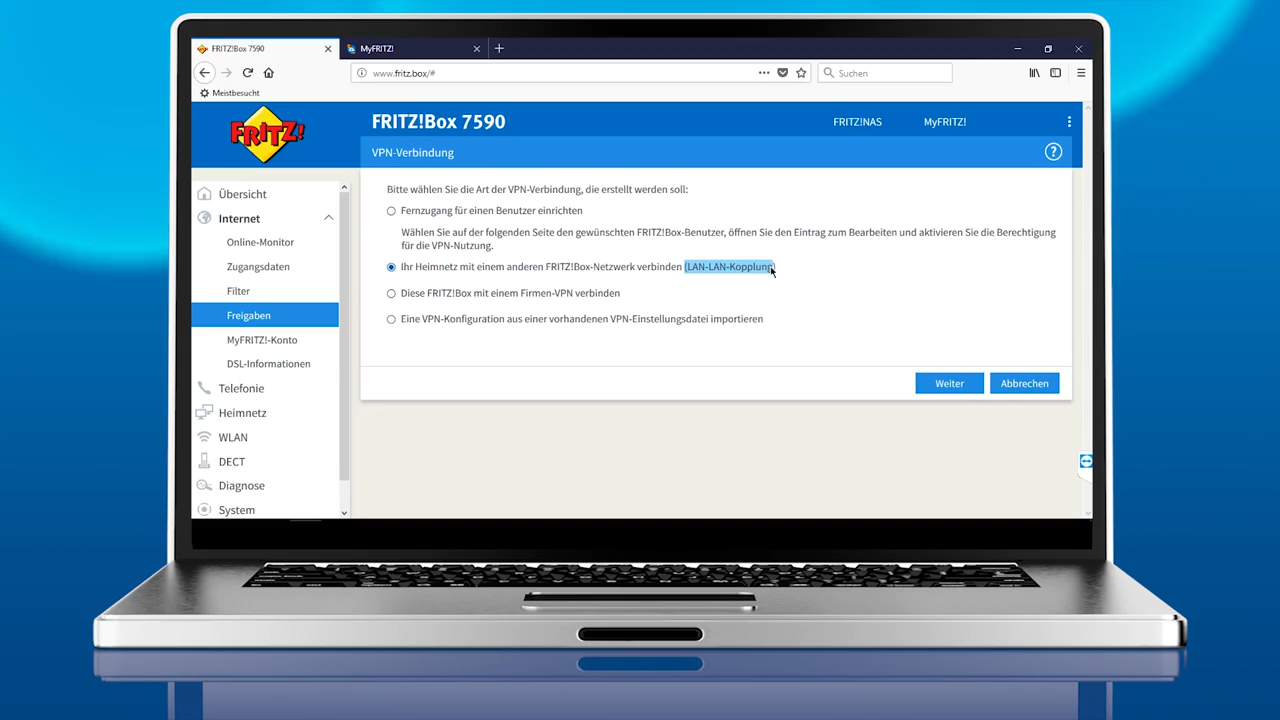 FRITZ!Box 7590
MyFRITZ!
www.fritz.box/#
Suchen
Meistbesucht
FRITZ!
FRITZ!Box 7590
FRITZ!NAS
MyFRITZ!
VPN-Verbindung
Übersicht
Internet
Online-Monitor
Zugangsdaten
Filter
Freigaben
MyFRITZ!-Konto
DSL-Informationen
Telefonie
Heimnetz
WLAN
DECT
Diagnose
System
Bitte wählen Sie die Art der VPN-Verbindung, die erstellt werden soll:
Fernzugang für einen Benutzer einrichten
Wählen Sie auf der folgenden Seite den gewünschten FRITZ!Box-Benutzer, öffnen Sie den Eintrag zum Bearbeiten und aktivieren Sie die Berechtigung
für die VPN-Nutzung.
Ihr Heimnetz mit einem anderen FRITZ!Box-Netzwerk verbinden (LAN-LAN-Kopplung)
Diese FRITZ!Box mit einem Firmen-VPN verbinden
Eine VPN-Konfiguration aus einer vorhandenen VPN-Einstellungsdatei importieren
Weiter
Abbrechen